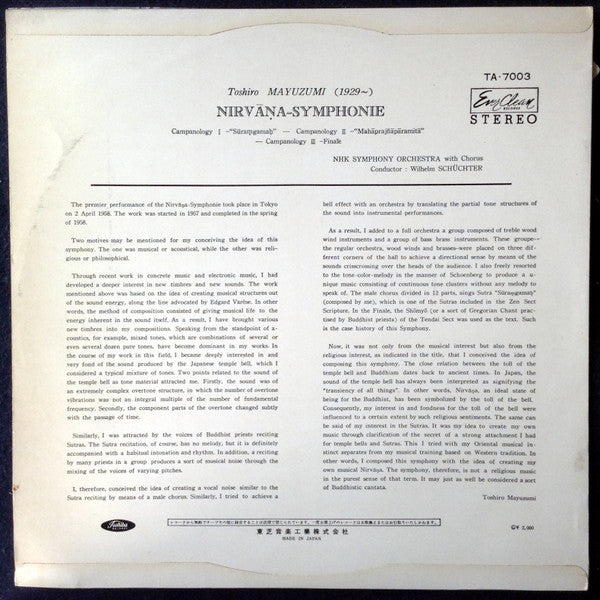 TA-7003
Toshiro MAYUZUMI (1929~)
NIRVĀṆA-SYMPHONIE
Campanology Ⅰ -"Śūraṃgamaḥ" — Campanology Ⅱ -"Mahāprajñāpāramitā"
— Campanology Ⅲ -Finale
Ever Clean
RECORD
STEREO
NHK SYMPHONY ORCHESTRA with Chorus
Conductor : Wilhelm SCHÜCHTER
The premier performance of the Nirvāṇa-Symphonie took place in Tokyo
on 2 April 1958. The work was started in 1957 and completed in the spring
of 1958.
Two motives may be mentioned for my conceiving the idea of this
symphony. The one was musical or acoustical, while the other was reli-
gious or philosophical.
Through recent work in concrete music and electronic music, I had
developed a deeper interest in new timbres and new sounds. The work
mentioned above was based on the idea of creating musical structures out
of the sound energy, along the line advocated by Edgard Varèse. In other
words, the method of composition consisted of giving musical life to the
energy inherent in the sound itself. As a result, I have brought various
new timbres into my compositions. Speaking from the standpoint of a-
coustics, for example, mixed tones, which are combinations of several or
even several dozen pure tones, have become dominant in my works. In
the course of my work in this field, I became deeply interested in and
very fond of the sound produced by the Japanese temple bell, which I
considered a typical mixture of tones. Two points related to the sound of
the temple bell as tone material attracted me. Firstly, the sound was of
an extremely complex overtone structure, in which the number of overtone
vibrations was not an integral multiple of the number of fundamental
frequency. Secondly, the component parts of the overtone changed subtly
with the passage of time.
Similarly, I was attracted by the voices of Buddhist priests reciting
Sutras. The Sutra recitation, of course, has no melody, but it is definitely
accompanied with a habitual intonation and rhythm. In addition, a reciting
by many priests in a group produces a sort of musical noise through the
mixing of the voices of varying pitches.
I, therefore, conceived the idea of creating a vocal noise similar to the
Sutra reciting by means of a male chorus. Similarly, I tried to achieve a
bell effect with an orchestra by translating the partial tone structures of
the sound into instrumental performances.
As a result, I added to a full orchestra a group composed of treble wood
wind instruments and a group of bass brass instruments. These groups--
the regular orchestra, wood winds and brasses--were placed on three dif-
ferent corners of the hall to achieve a directional sense by means of the
sounds crisscrossing over the heads of the audience. I also freely resorted
to the tone-color-melody in the manner of Schoenberg to produce a u-
nique music consisting of continuous tone clusters without any melody to
speak of. The male chorus divided in 12 parts, sings Sutra "Śūraṃgamaḥ"
(composed by me), which is one of the Sutras included in the Zen Sect
Scripture. In the Finale, the Shōmyō (or a sort of Gregorian Chant prac-
tised by Buddhist priests) of the Tendai Sect was used as the text. Such
is the case history of this Symphony.
Now, it was not only from the musical interest but also from the
religious interest, as indicated in the title, that I conceived the idea of
composing this symphony. The close relation between the toll of the
temple bell and Buddhism dates back to ancient times. In Japan, the
sound of the temple bell has always been interpreted as signifying the
"transiency of all things". In other words, Nirvāṇa, an ideal state of
being for the Buddhist, has been symbolized by the toll of the bell.
Consequently, my interest in and fondness for the toll of the bell were
influenced to a certain extent by such religious sentiments. The same can
be said of my interest in the Sutras. It was my idea to create my own
music through clarification of the secret of a strong attachment I had
for temple bells and Sutras This I tried with my Oriental musical in-
stinct separates from my musical training based on Western tradition. In
other words, I composed this symphony with the idea of creating my
own musical Nirvāṇa. The symphony, therefore, is not a religious music
in the purest sense of that term. It may just as well be considered a sort
of Buddhistic cantata.
Toshiro Mayuzumi
Toshiba
RECORDS
東芝音楽工業株式会社
MADE IN JAPAN
¥ 2,000